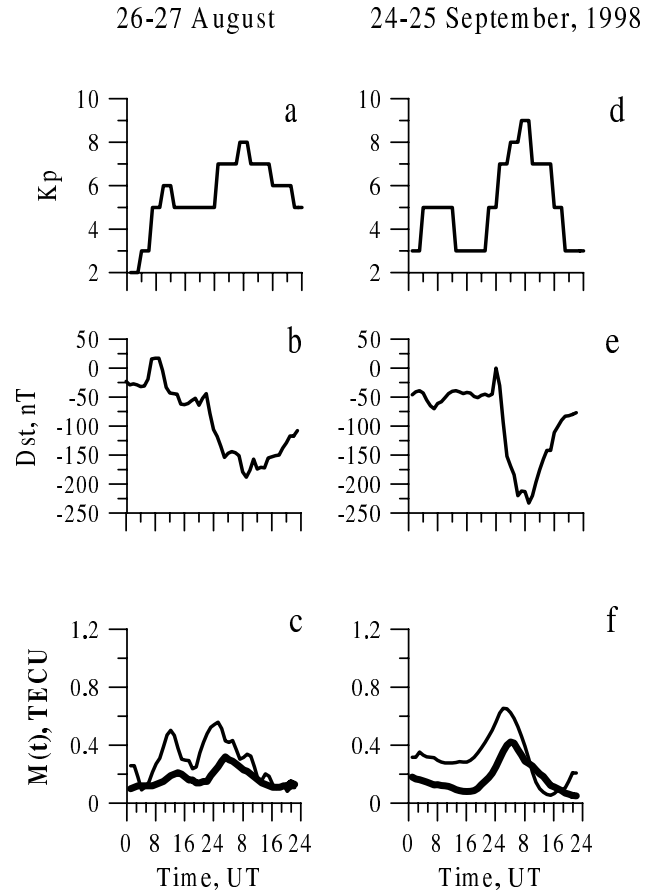 26-27 August 24-25 September, 1998
a
d
Kp
10
8
6
4
2
10
8
6
4
2
b
e
Dst, nT
50
0
-50
-100
-150
-200
-250
50
0
-50
-100
-150
-200
-250
c
f
M(t), TECU
1.2
0.8
0.4
0
1.2
0.8
0.4
0
0 8 16 24 8 16 24
0 8 16 24 8 16 24
Time, UT
Time, UT